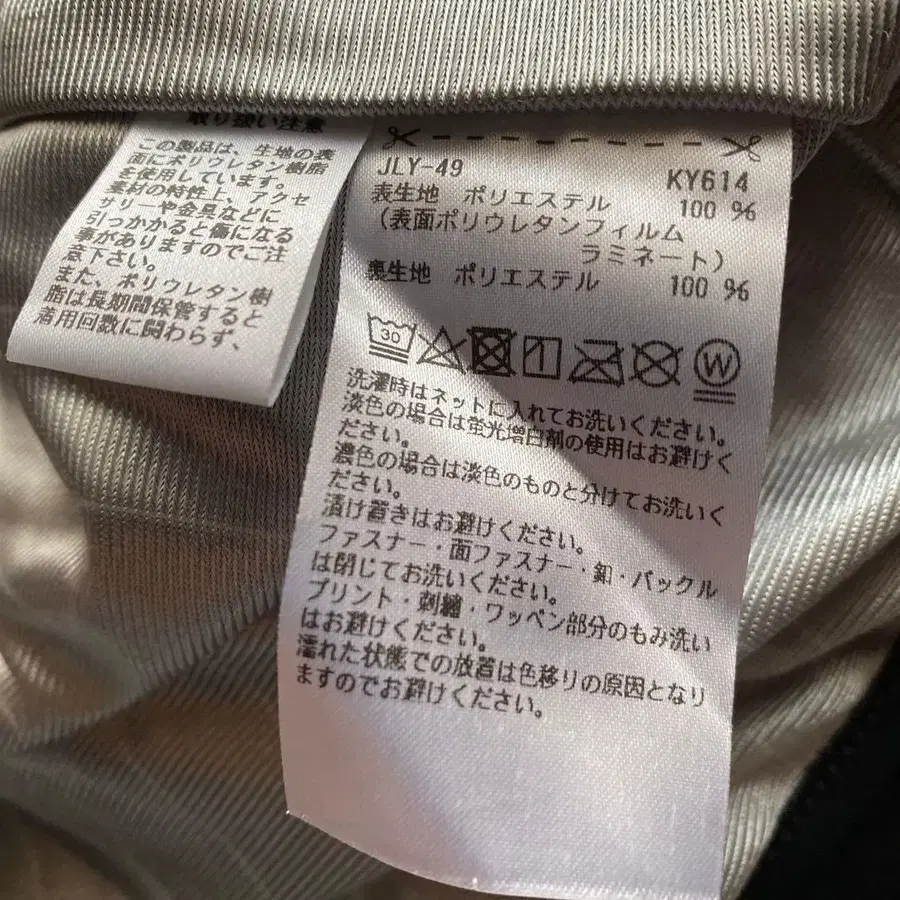 取り扱い注意
この製品は、生地の表
面にポリウレタン樹脂
を使用しています。
素材の特性上、アクセ
サリーや金具などに
引っかかると傷になる
事がありますのでご注
意下さい。
また、ポリウレタン樹
脂は長期間保管すると
着用回数に関わらず、
JLY-49 KY614
表生地 ポリエステル 100 %
(表面ポリウレタンフィルム
ラミネート)
裏生地 ポリエステル 100 %
30 W
洗濯時はネットに入れてお洗いください。
淡色の場合は蛍光増白剤の使用はお避けく
ださい。
濃色の場合は淡色のものと分けてお洗いく
ださい。
漬け置きはお避けください。
ファスナー・面ファスナー・釦・バックル
は閉じてお洗いください。
プリント・刺繍・ワッペン部分のもみ洗い
はお避けください。
濡れた状態での放置は色移りの原因となり
ますのでお避けください。